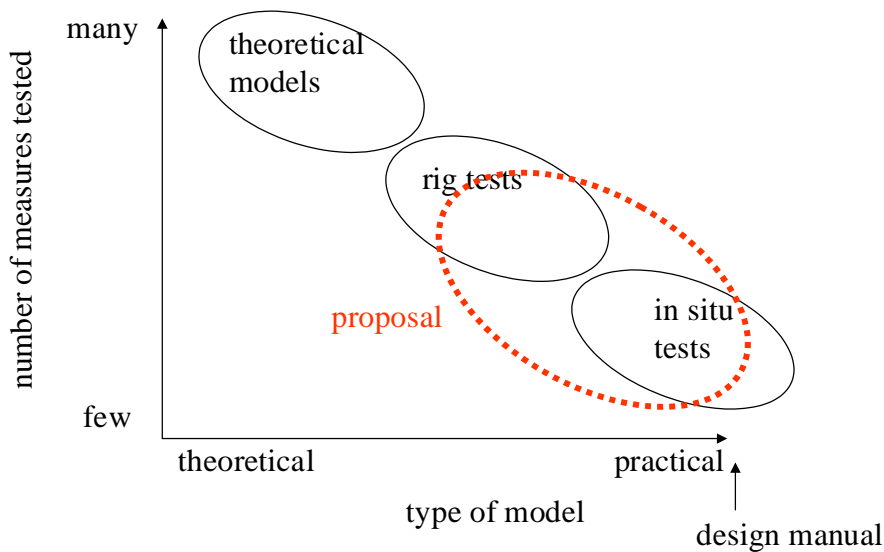 many
theoretical
models
number of measures tested
rig tests
proposal
in situ
tests
few
theoretical
practical
type of model
design manual